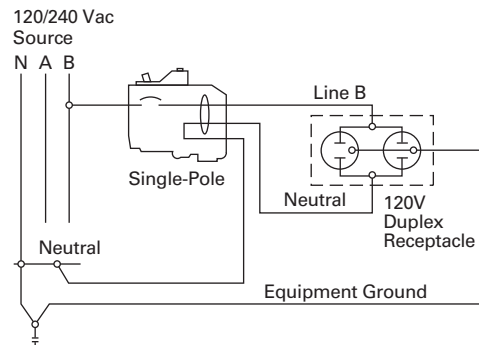 120/240 Vac
Source
N A B
Line B
Single-Pole
Neutral
120V
Duplex
Receptacle
Neutral
Equipment Ground